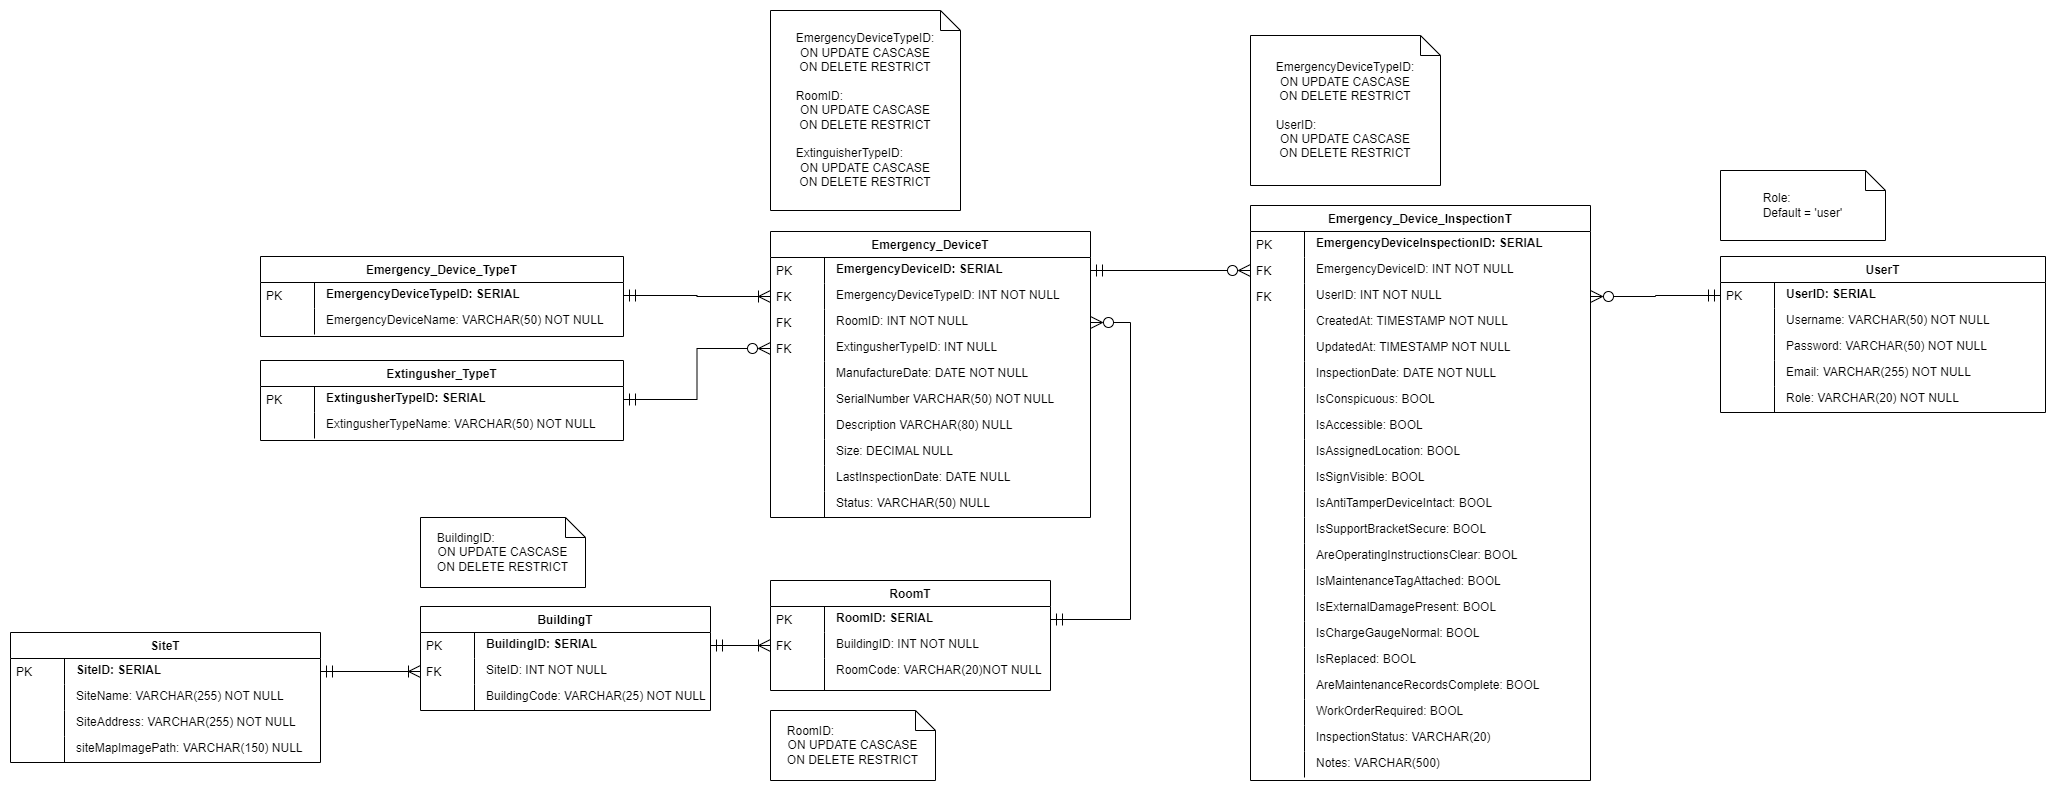 EmergencyDeviceTypeID:
ON UPDATE CASCASE
ON DELETE RESTRICT
RoomID:
ON UPDATE CASCASE
ON DELETE RESTRICT
ExtinguisherTypeID:
ON UPDATE CASCASE
ON DELETE RESTRICT
EmergencyDeviceTypeID:
ON UPDATE CASCASE
ON DELETE RESTRICT
UserID:
ON UPDATE CASCASE
ON DELETE RESTRICT
Role:
Default = 'user'
Emergency_Device_TypeT
PK EmergencyDeviceTypeID: SERIAL
EmergencyDeviceName: VARCHAR(50) NOT NULL
Extingusher_TypeT
PK ExtingusherTypeID: SERIAL
ExtingusherTypeName: VARCHAR(50) NOT NULL
Emergency_DeviceT
PK EmergencyDeviceID: SERIAL
FK EmergencyDeviceTypeID: INT NOT NULL
FK RoomID: INT NOT NULL
FK ExtingusherTypeID: INT NULL
ManufactureDate: DATE NOT NULL
SerialNumber VARCHAR(50) NOT NULL
Description VARCHAR(80) NULL
Size: DECIMAL NULL
LastInspectionDate: DATE NULL
Status: VARCHAR(50) NULL
Emergency_Device_InspectionT
PK EmergencyDeviceInspectionID: SERIAL
FK EmergencyDeviceID: INT NOT NULL
FK UserID: INT NOT NULL
CreatedAt: TIMESTAMP NOT NULL
UpdatedAt: TIMESTAMP NOT NULL
InspectionDate: DATE NOT NULL
IsConspicuous: BOOL
IsAccessible: BOOL
IsAssignedLocation: BOOL
IsSignVisible: BOOL
IsAntiTamperDeviceIntact: BOOL
IsSupportBracketSecure: BOOL
AreOperatingInstructionsClear: BOOL
IsMaintenanceTagAttached: BOOL
IsExternalDamagePresent: BOOL
IsChargeGaugeNormal: BOOL
IsReplaced: BOOL
AreMaintenanceRecordsComplete: BOOL
WorkOrderRequired: BOOL
InspectionStatus: VARCHAR(20)
Notes: VARCHAR(500)
UserT
PK UserID: SERIAL
Username: VARCHAR(50) NOT NULL
Password: VARCHAR(50) NOT NULL
Email: VARCHAR(255) NOT NULL
Role: VARCHAR(20) NOT NULL
BuildingID:
ON UPDATE CASCASE
ON DELETE RESTRICT
SiteT
PK SiteID: SERIAL
SiteName: VARCHAR(255) NOT NULL
SiteAddress: VARCHAR(255) NOT NULL
siteMapImagePath: VARCHAR(150) NULL
BuildingT
PK BuildingID: SERIAL
FK SiteID: INT NOT NULL
BuildingCode: VARCHAR(25) NOT NULL
RoomT
PK RoomID: SERIAL
FK BuildingID: INT NOT NULL
RoomCode: VARCHAR(20)NOT NULL
RoomID:
ON UPDATE CASCASE
ON DELETE RESTRICT